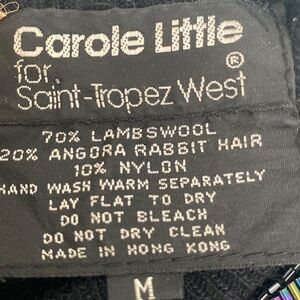 Carole Little
for
®
Saint-Tropez West
70% LAMBSWOOL
20% ANGORA RABBIT HAIR
10% NYLON
HAND WASH WARM SEPARATELY
LAY FLAT TO DRY
DO NOT BLEACH
DO NOT DRY CLEAN
MADE IN HONG KONG
M